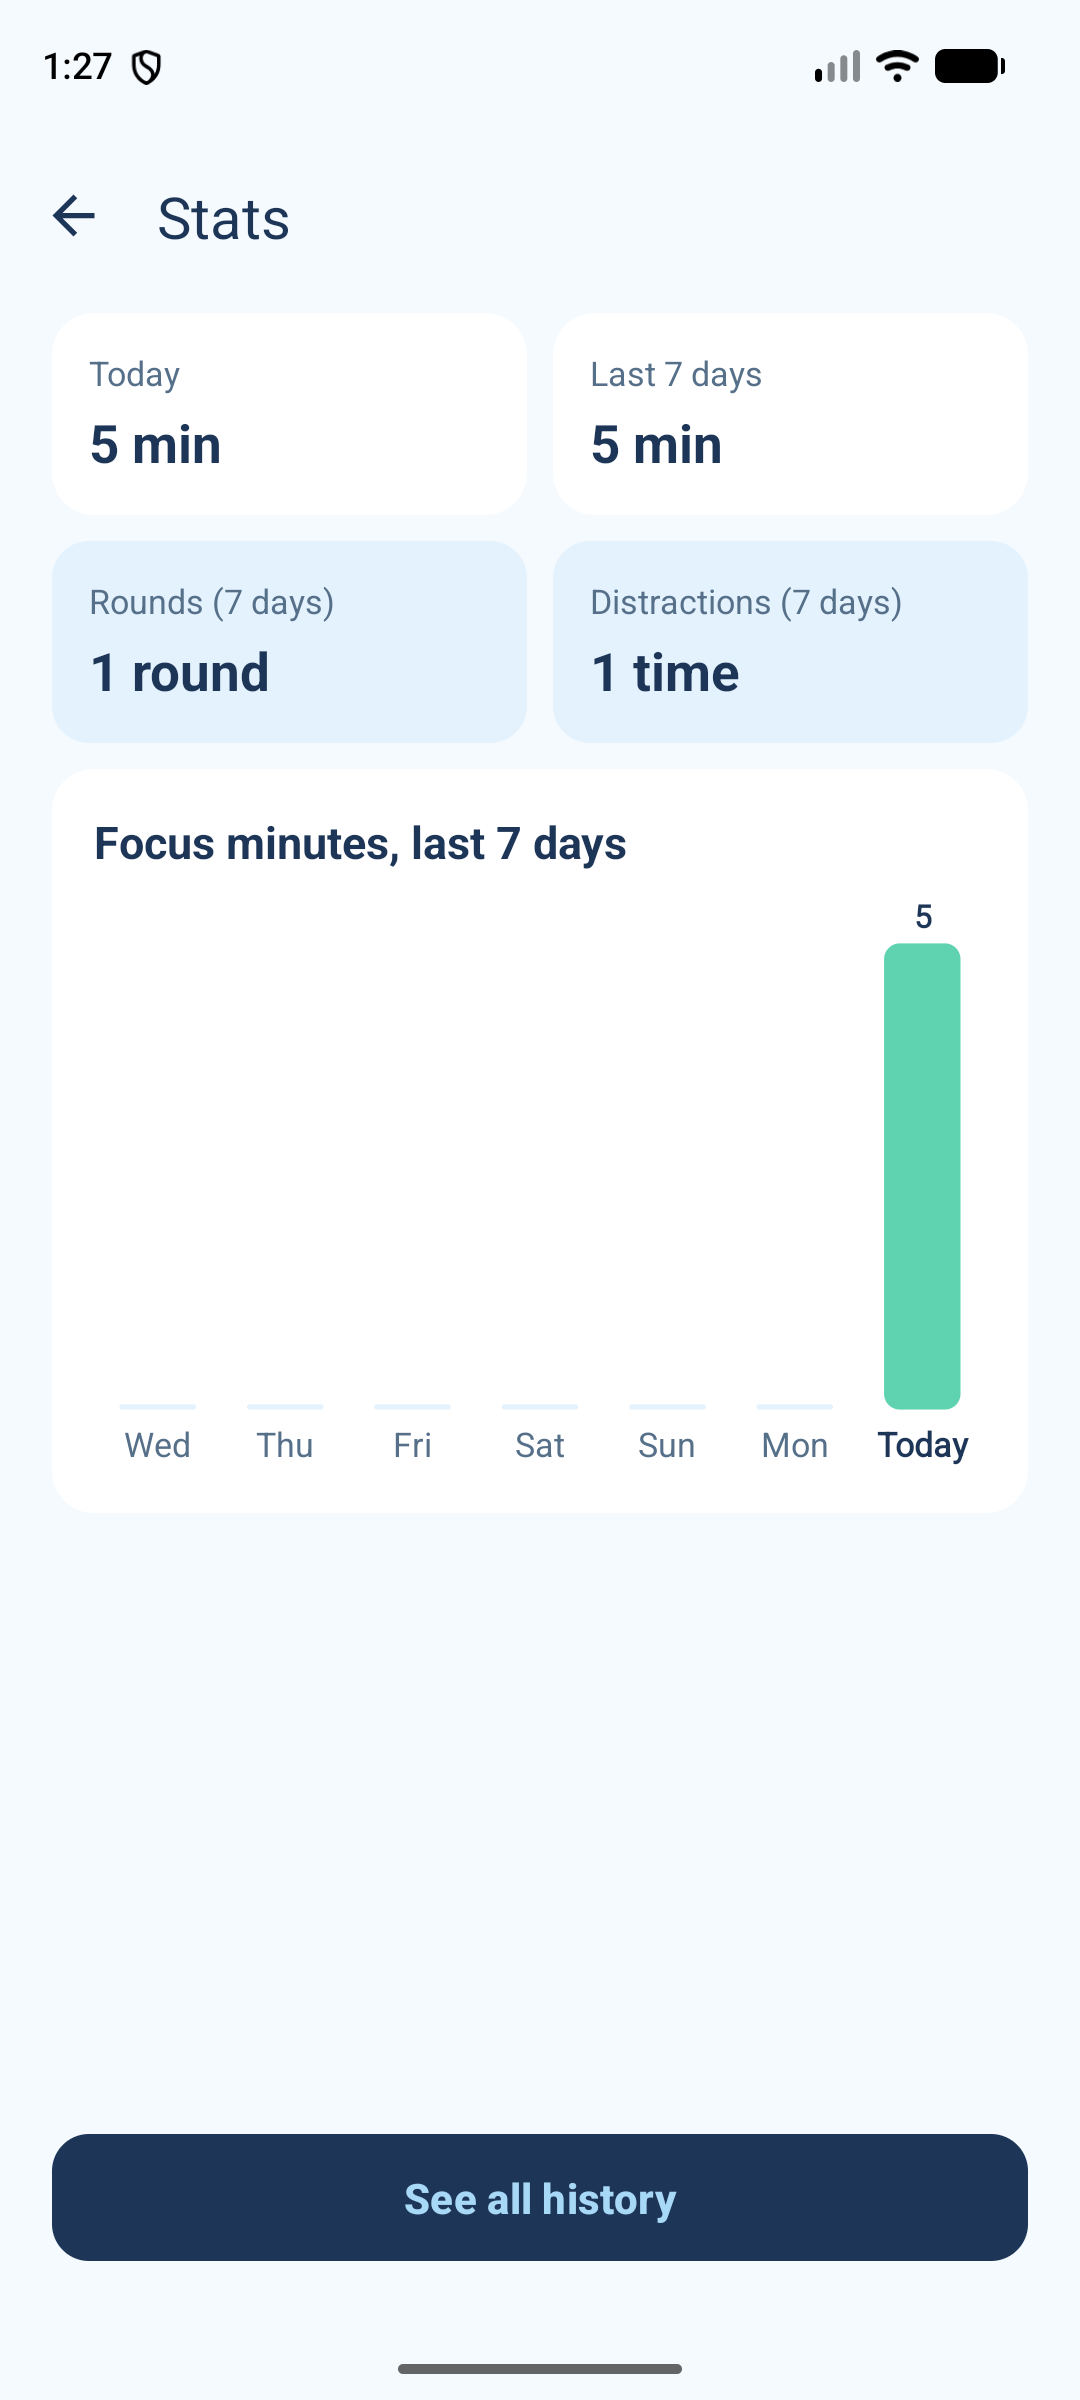 1:27
Stats
Today
5 min
Last 7 days
5 min
Rounds (7 days)
1 round
Distractions (7 days)
1 time
Focus minutes, last 7 days
5
Wed Thu Fri Sat Sun Mon Today
See all history